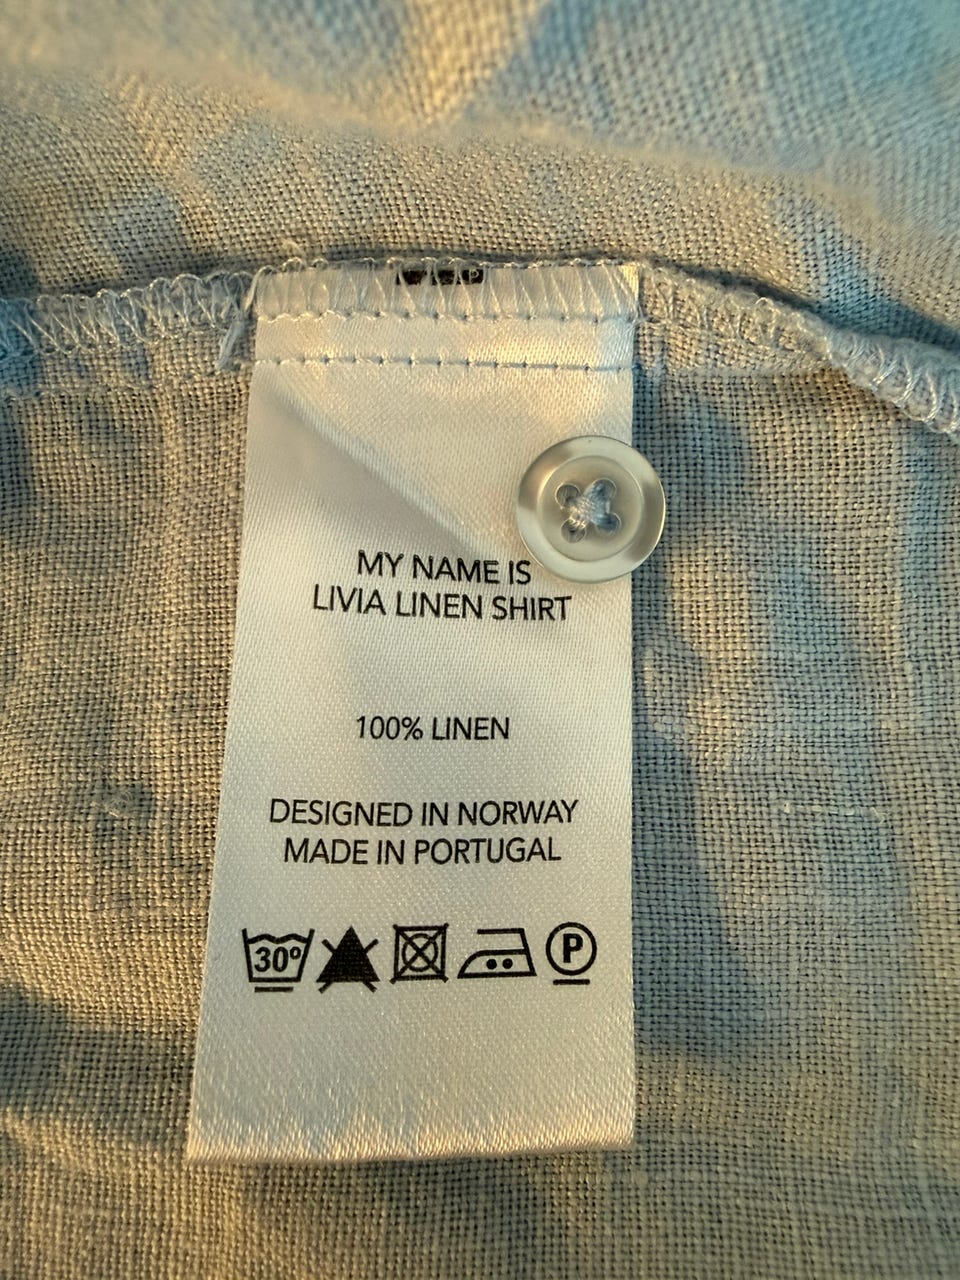 MY NAME IS
LIVIA LINEN SHIRT
100% LINEN
DESIGNED IN NORWAY
MADE IN PORTUGAL
30° P